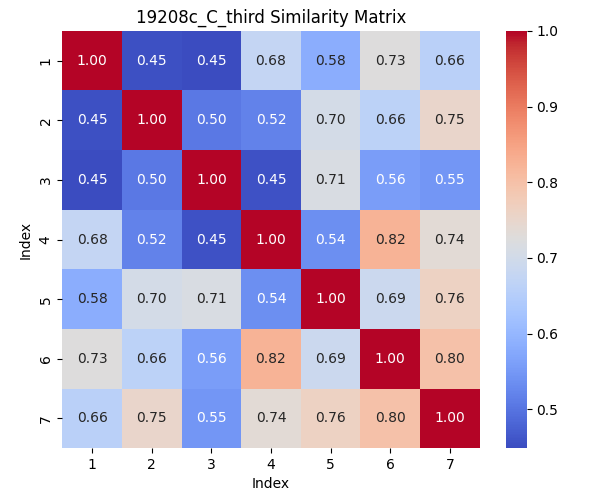 19208c_C_third Similarity Matrix
1 1.00 0.45 0.45 0.68 0.58 0.73 0.66
2 0.45 1.00 0.50 0.52 0.70 0.66 0.75
3 0.45 0.50 1.00 0.45 0.71 0.56 0.55
4 0.68 0.52 0.45 1.00 0.54 0.82 0.74
5 0.58 0.70 0.71 0.54 1.00 0.69 0.76
6 0.73 0.66 0.56 0.82 0.69 1.00 0.80
7 0.66 0.75 0.55 0.74 0.76 0.80 1.00
1 2 3 4 5 6 7
Index
Index
1.0
0.9
0.8
0.7
0.6
0.5